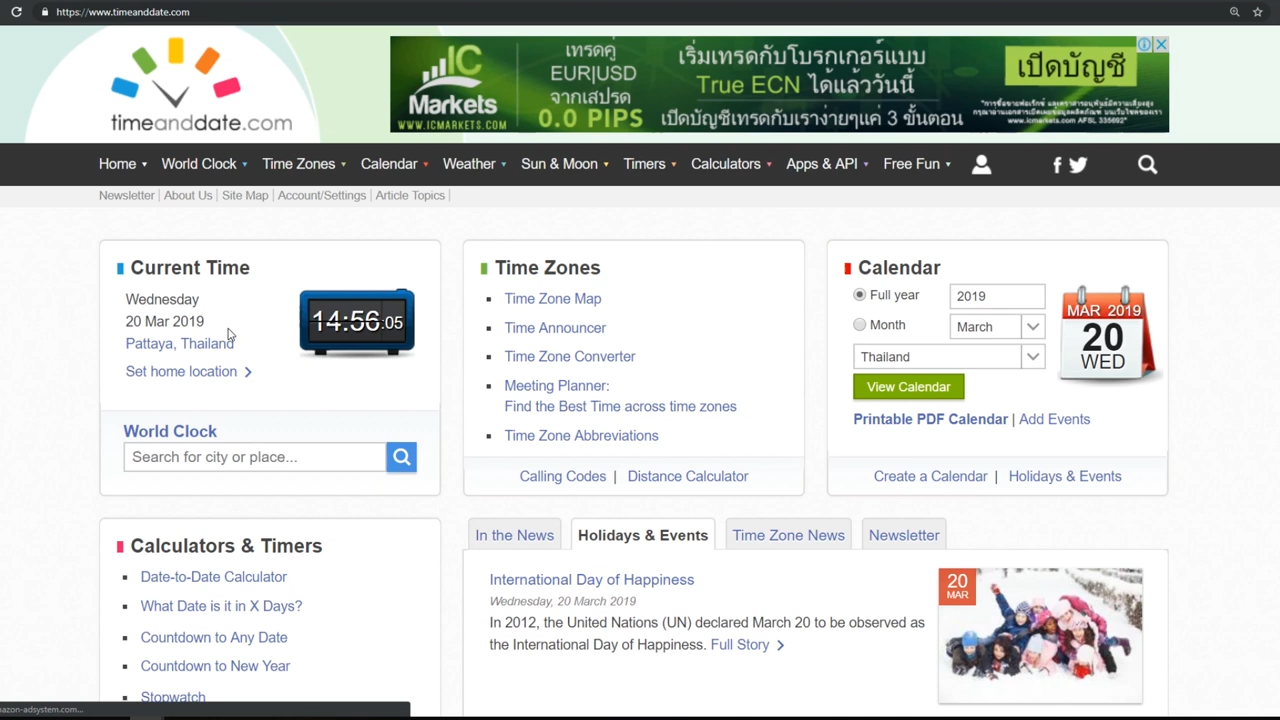 https://www.timeanddate.com
timeanddate.com
IC
Markets
WWW.ICMARKETS.COM
เทรดคู่
EUR|USD
จากสเปรด
0.0 PIPS
เริ่มเทรดกับโบรกเกอร์แบบ
True ECN ได้แล้ววันนี้
เปิดบัญชีเทรดกับเราง่ายๆแค่ 3 ขั้นตอน
เปิดบัญชี
www.icmarkets.com AFSL 335692"
Home World Clock Time Zones Calendar Weather Sun & Moon Timers Calculators Apps & API Free Fun
Newsletter | About Us | Site Map | Account/Settings | Article Topics |
Current Time
Wednesday
20 Mar 2019
Pattaya, Thailand
Set home location
14:56:05
World Clock
Search for city or place...
Time Zones
Time Zone Map
Time Announcer
Time Zone Converter
Meeting Planner:
Find the Best Time across time zones
Time Zone Abbreviations
Calling Codes | Distance Calculator
Calendar
Full year 2019
Month March
Thailand
View Calendar
MAR 2019
20
WED
Printable PDF Calendar | Add Events
Create a Calendar | Holidays & Events
Calculators & Timers
Date-to-Date Calculator
What Date is it in X Days?
Countdown to Any Date
Countdown to New Year
Stopwatch
In the News Holidays & Events Time Zone News Newsletter
International Day of Happiness
Wednesday, 20 March 2019
In 2012, the United Nations (UN) declared March 20 to be observed as
the International Day of Happiness. Full Story
20
MAR
azon-adsystem.com...